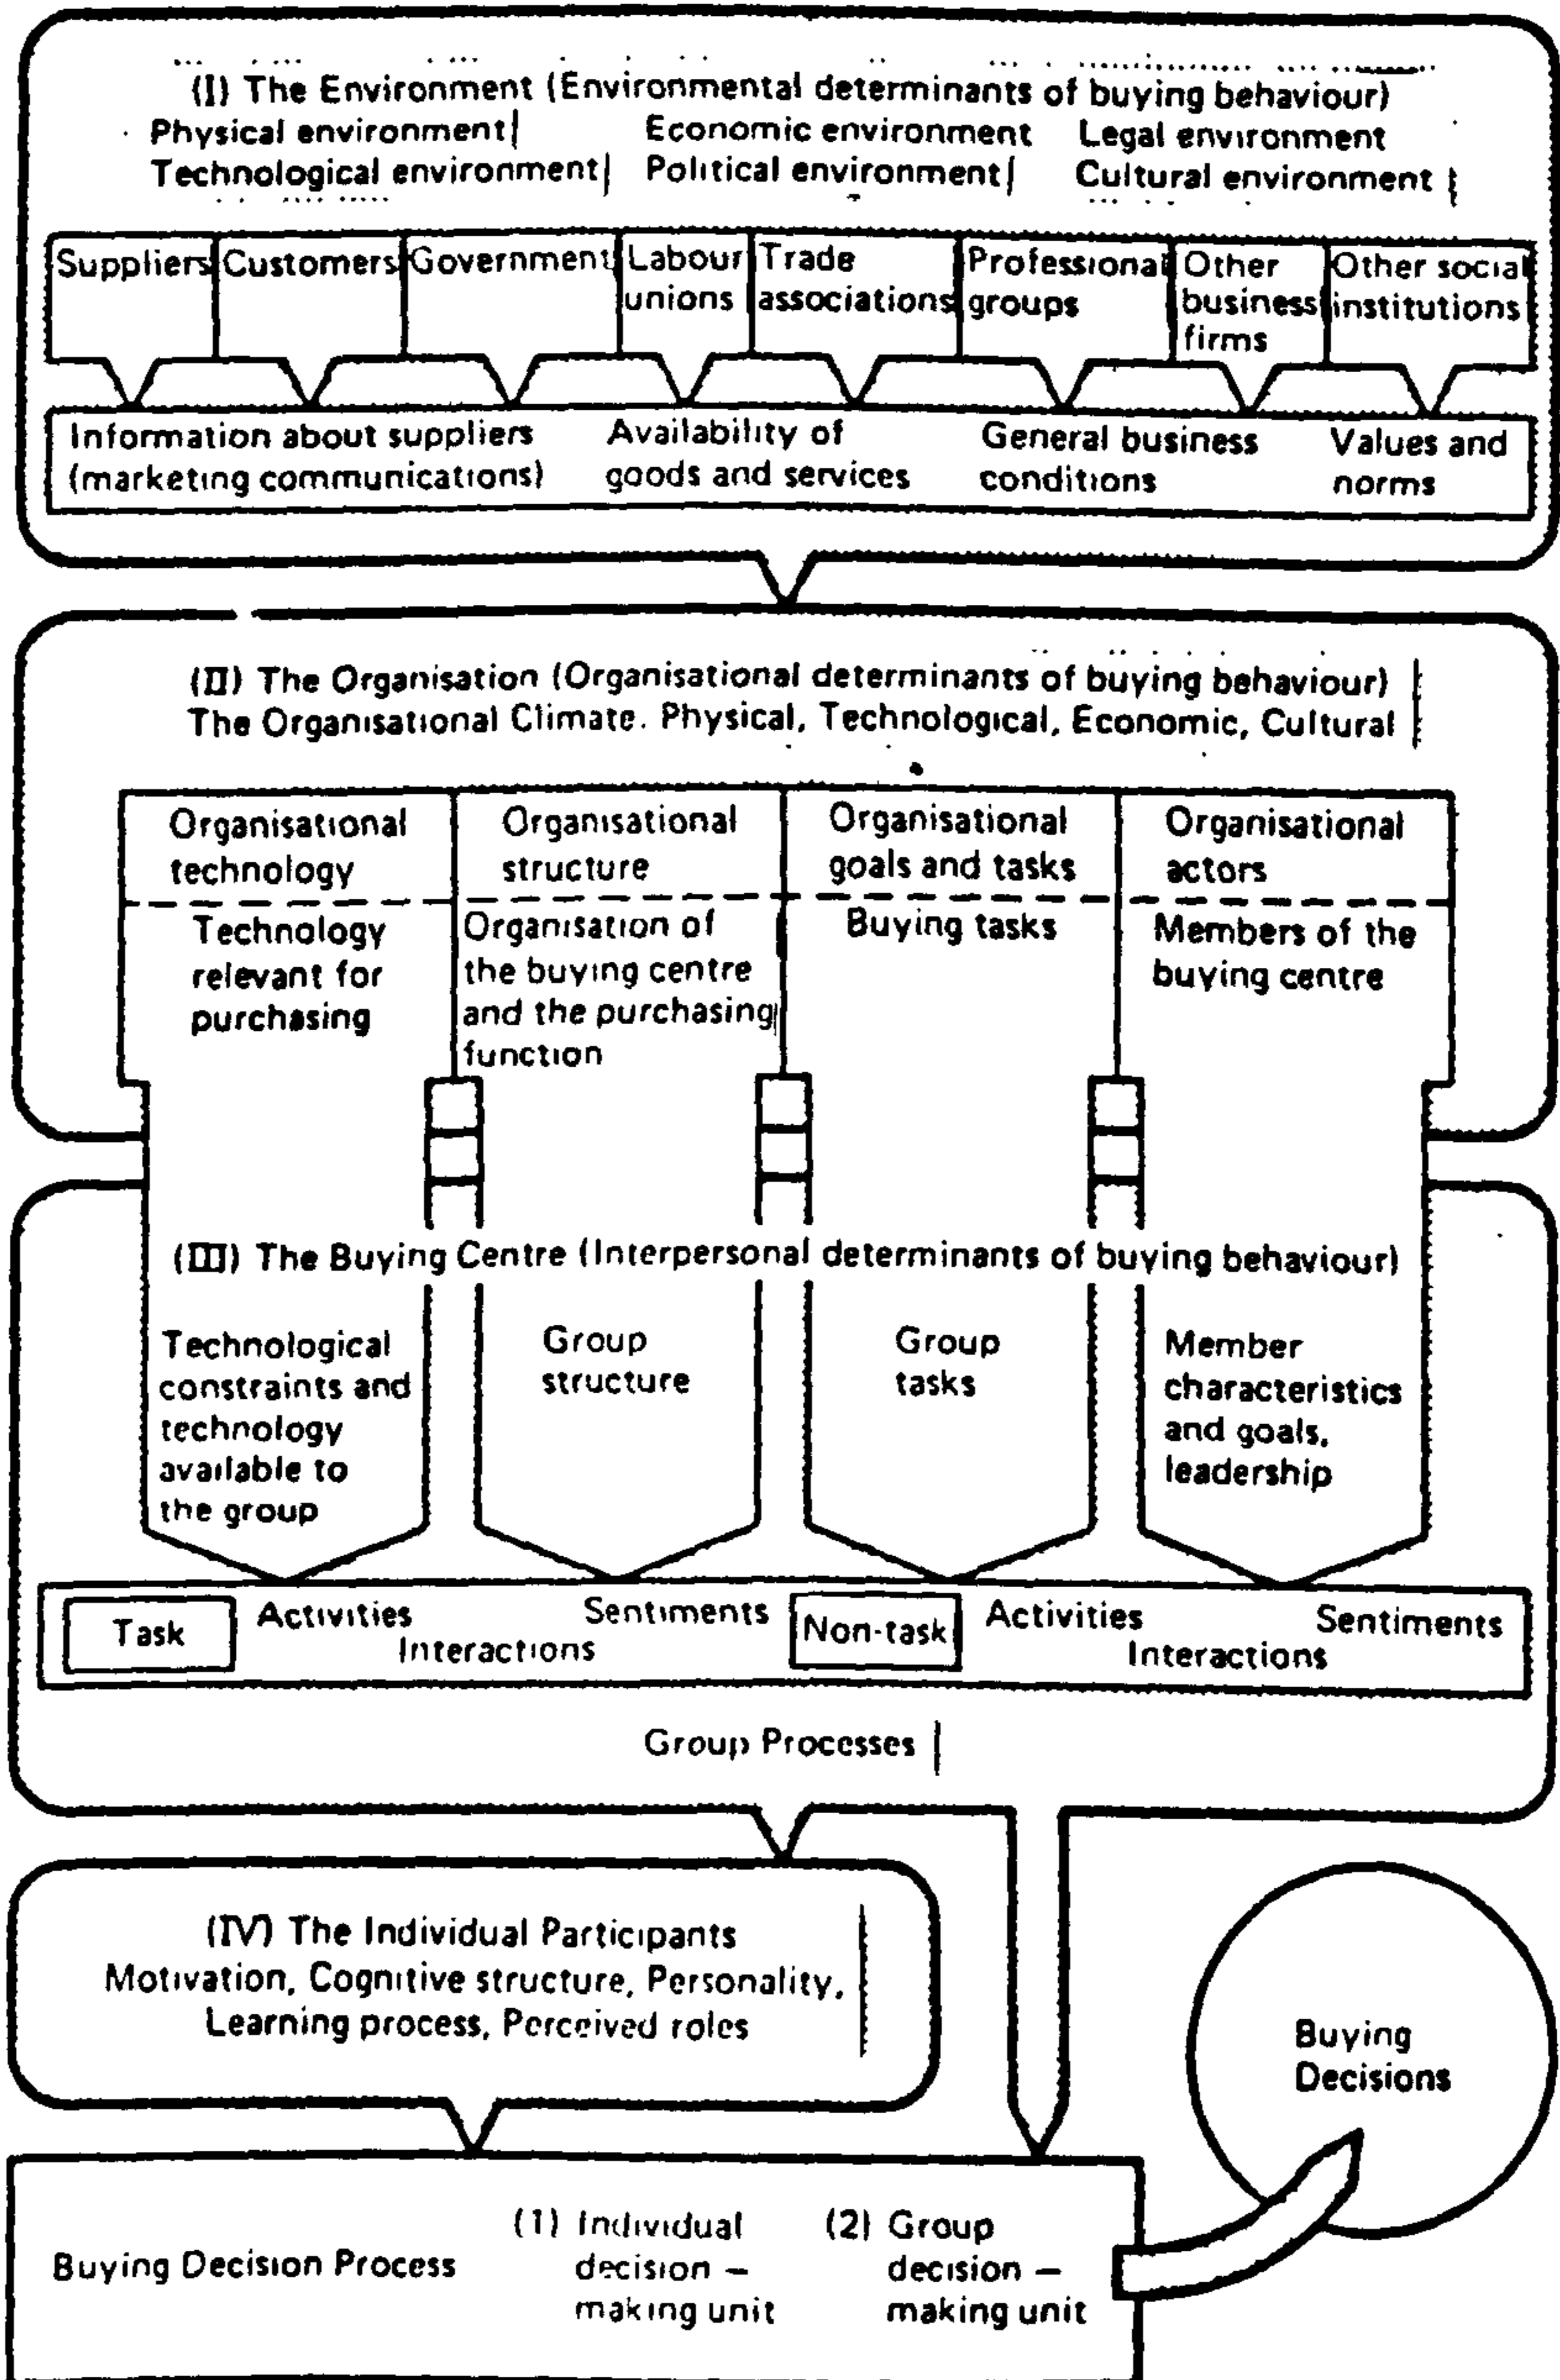 (I) The Environment (Environmental determinants of buying behaviour)
Physical environment
Economic environment
Legal environment
Technological environment
Political environment
Cultural environment
Suppliers
Customers
Government
Labour
unions
Trade
associations
Professional
groups
Other
business
firms
Other social
institutions
Information about suppliers
(marketing communications)
Availability of
goods and services
General business
conditions
Values and
norms
(II) The Organisation (Organisational determinants of buying behaviour)
The Organisational Climate. Physical, Technological, Economic, Cultural
Organisational
technology
Organisational
structure
Organisational
goals and tasks
Organisational
actors
Technology
relevant for
purchasing
Organisation of
the buying centre
and the purchasing
function
Buying tasks
Members of the
buying centre
(III) The Buying Centre (Interpersonal determinants of buying behaviour)
Technological
constraints and
technology
available to
the group
Group
structure
Group
tasks
Member
characteristics
and goals,
leadership
Task
Activities
Interactions
Sentiments
Non-task
Activities
Interactions
Sentiments
Group Processes
(IV) The Individual Participants
Motivation, Cognitive structure, Personality,
Learning process, Perceived roles
Buying
Decisions
Buying Decision Process
(1) Individual
decision –
making unit
(2) Group
decision –
making unit